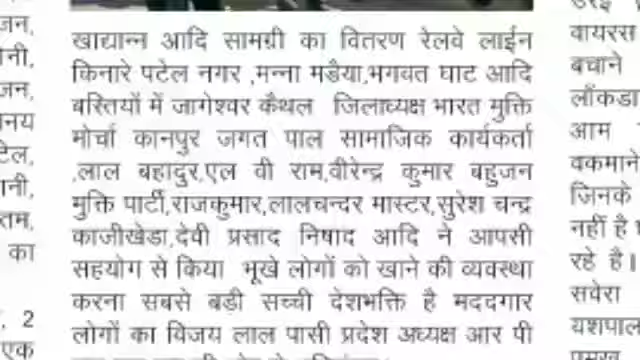 खाद्यान्न आदि सामग्री का वितरण रेलवे लाईन
किनारे पटेल नगर ,मन्ना मडैया,भगवत घाट आदि
बस्तियों में जागेश्वर कैथल जिलाध्यक्ष भारत मुक्ति
मोर्चा कानपुर जगत पाल सामाजिक कार्यकर्ता
,लाल बहादुर,एल वी राम,वीरेन्द्र कुमार बहुजन
मुक्ति पार्टी,राजकुमार,लालचन्दर मास्टर,सुरेश चन्द्र
काजीखेडा,देवी प्रसाद निषाद आदि ने आपसी
सहयोग से किया भूखे लोगों को खाने की व्यवस्था
करना सबसे बडी सच्ची देशभक्ति है मददगार
लोगों का विजय लाल पासी प्रदेश अध्यक्ष आर पी
का
, 2
एक
वायरस
बचाने
लॉकडा
आम
वकमाने
जिनके
नहीं है
रहे है।
सवेरा
यशपाल